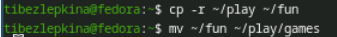 tibezlepkina@fedora:~$ cp -r ~/play ~/fun
tibezlepkina@fedora:~$ mv ~/fun ~/play/games